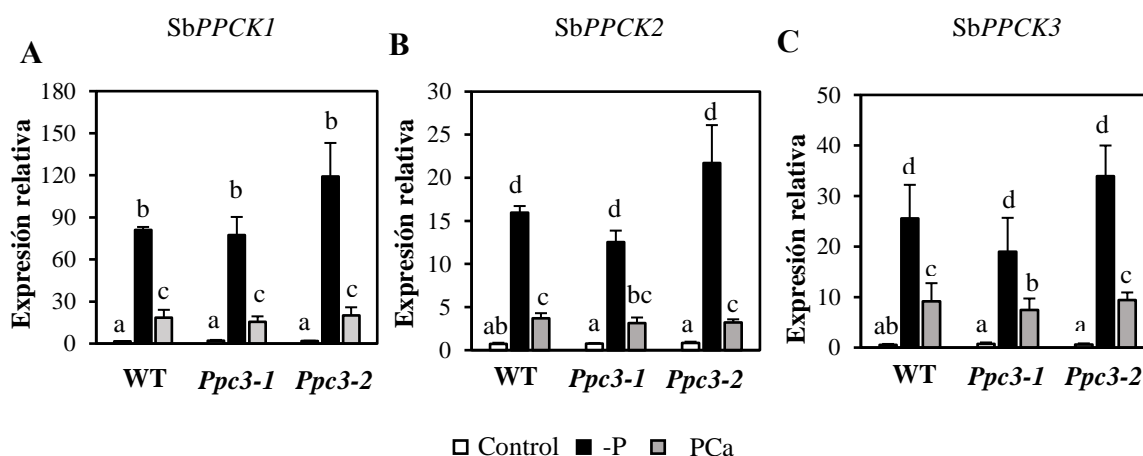 SbPPCK1
SbPPCK2
SbPPCK3
A
B
C
Expresión relativa
180
150
120
90
60
30
0
a
b
c
a
b
c
a
b
c
WT
Ppc3-1
Ppc3-2
Expresión relativa
30
25
20
15
10
5
0
ab
d
c
a
d
bc
a
d
c
WT
Ppc3-1
Ppc3-2
Expresión relativa
50
40
30
20
10
0
ab
d
c
a
d
b
a
d
c
WT
Ppc3-1
Ppc3-2
Control -P PCa